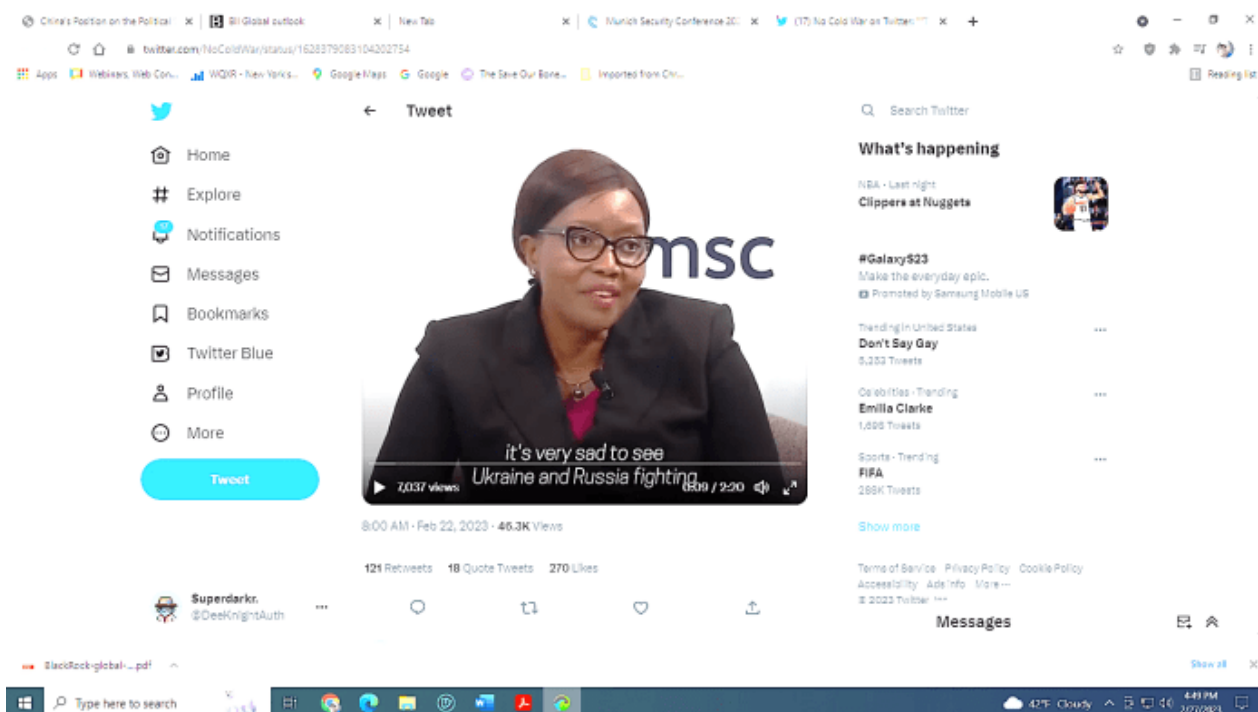 China's Position on the Political
BII Global outlook
New Tab
Munich Security Conference 202
(17) No Cold War on Twitter: ""
twitter.com/NoColdWar/status/1628379083104202754
Apps
Webinars, Web Con...
WQXR - New York's...
Google Maps
Google
The Save Our Bone...
Imported from Chr...
Reading list
Tweet
Search Twitter
Home
Explore
17
Notifications
Messages
Bookmarks
Twitter Blue
Profile
More
Tweet
msc
it's very sad to see
Ukraine and Russia fighting
7,037 views
0:09 / 2:20
8:00 AM · Feb 22, 2023 · 46.3K Views
121 Retweets 18 Quote Tweets 270 Likes
Superdarkr.
@DeeKnightAuth
What's happening
NBA · Last night
Clippers at Nuggets
#GalaxyS23
Make the everyday epic.
Promoted by Samsung Mobile US
Trending in United States
Don't Say Gay
Tweets
Celebrities · Trending
Emilia Clarke
Tweets
Sports · Trending
FIFA
Tweets
Show more
Terms of Service Privacy Policy Cookie Policy
Accessibility Ads info More ···
© 2023 Twitter
Messages
BlackRock-global-...pdf
Show all
Type here to search
42°F Cloudy
4:49 PM
2/27/2023